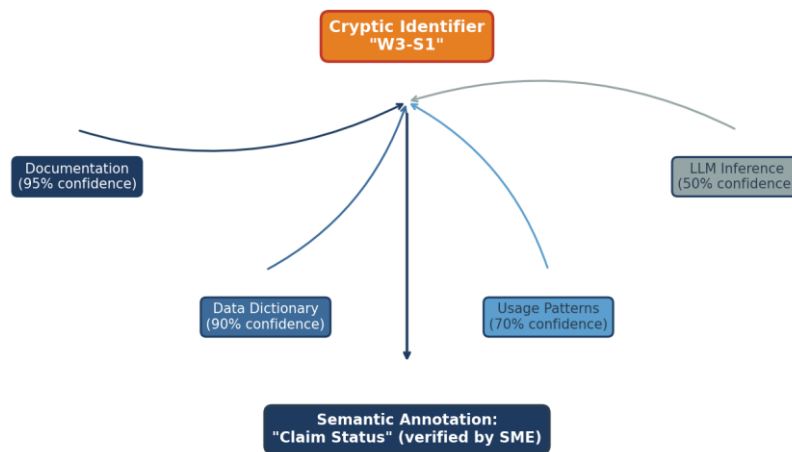 Cryptic Identifier
"W3-S1"
Documentation
(95% confidence)
LLM Inference
(50% confidence
Data Dictionary
(90% confidence)
Usage Patterns
(70% confidence)
Semantic Annotation:
"Claim Status" (verified by SME)